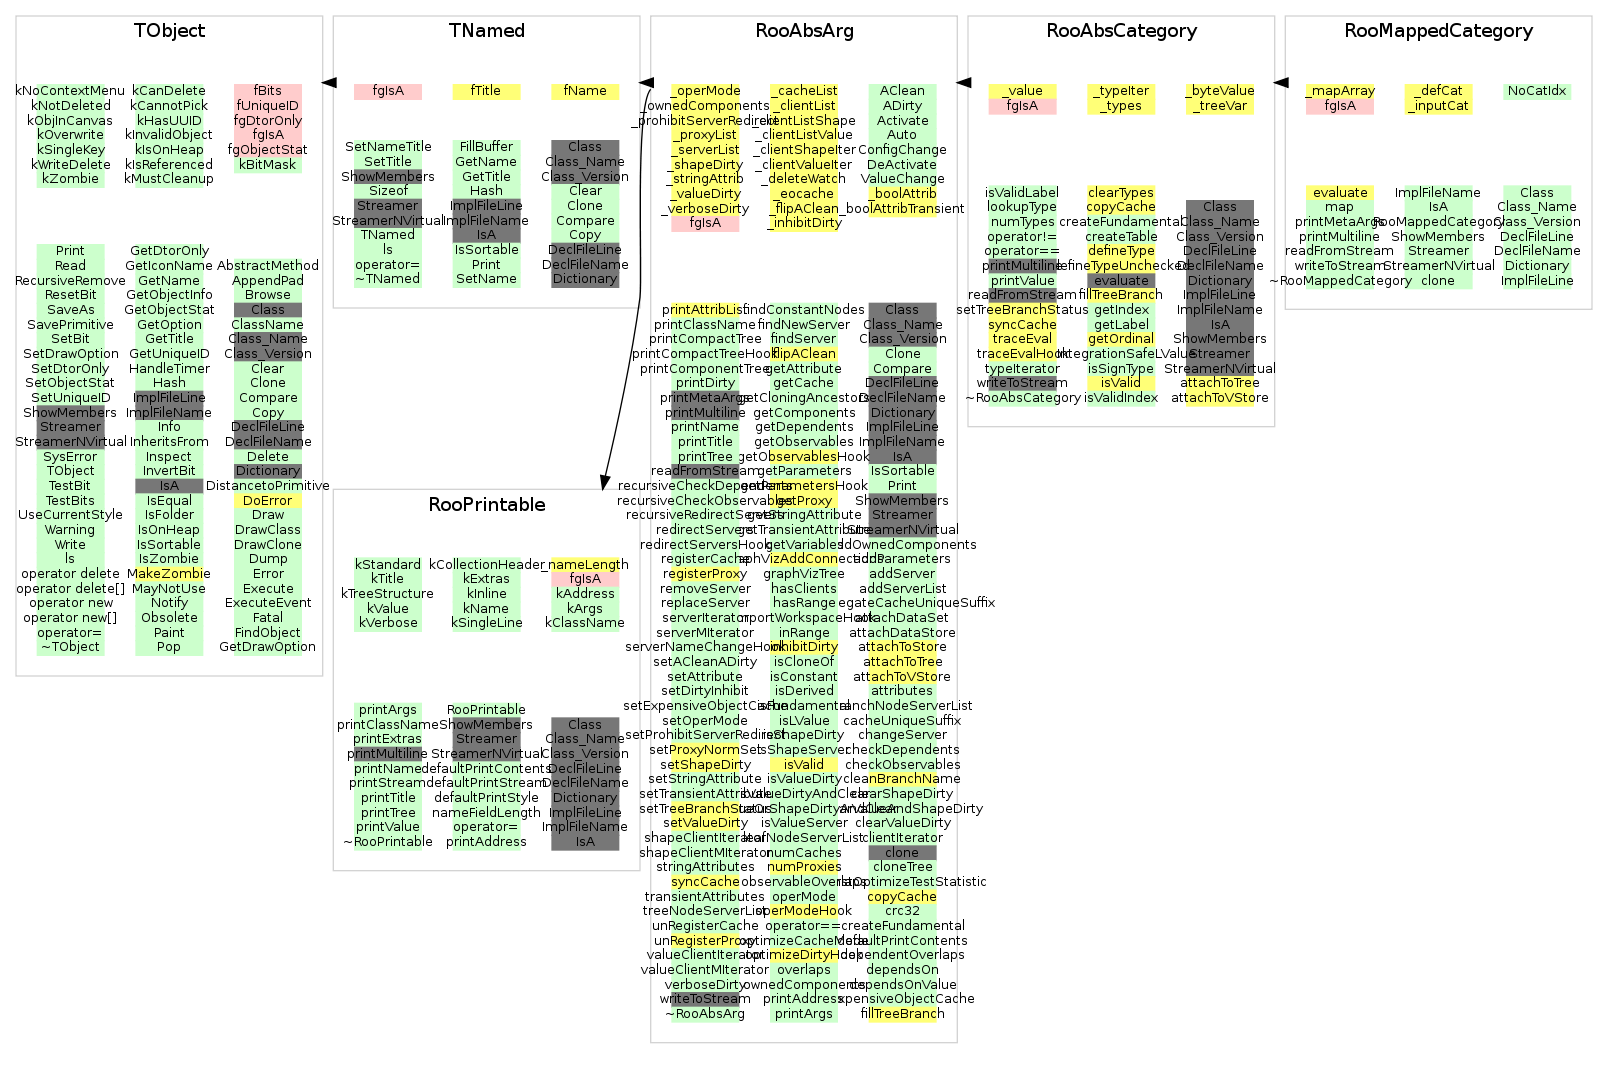 TObject
kNoContextMenu
kNotDeleted
kObjInCanvas
kOverwrite
kSingleKey
kWriteDelete
kZombie
kCanDelete
kCannotPick
kHasUUID
kInvalidObject
kIsOnHeap
kIsReferenced
kMustCleanup
fBits
fUniqueID
fgDtorOnly
fgIsA
fgObjectStat
kBitMask
Print
Read
RecursiveRemove
ResetBit
SaveAs
SavePrimitive
SetBit
SetDrawOption
SetDtorOnly
SetObjectStat
SetUniqueID
ShowMembers
Streamer
StreamerNVirtual
SysError
TObject
TestBit
TestBits
UseCurrentStyle
Warning
Write
ls
operator delete
operator delete[]
operator new
operator new[]
operator=
~TObject
GetDtorOnly
GetIconName
GetName
GetObjectInfo
GetObjectStat
GetOption
GetTitle
GetUniqueID
HandleTimer
Hash
ImplFileLine
ImplFileName
Info
InheritsFrom
Inspect
InvertBit
IsA
IsEqual
IsFolder
IsOnHeap
IsSortable
IsZombie
MakeZombie
MayNotUse
Notify
Obsolete
Paint
Pop
AbstractMethod
AppendPad
Browse
Class
ClassName
Class_Name
Class_Version
Clear
Clone
Compare
Copy
DeclFileLine
DeclFileName
Delete
Dictionary
DistancetoPrimitive
DoError
Draw
DrawClass
DrawClone
Dump
Error
Execute
ExecuteEvent
Fatal
FindObject
GetDrawOption
TNamed
fgIsA
fTitle
fName
SetNameTitle
SetTitle
ShowMembers
Sizeof
Streamer
StreamerNVirtual
TNamed
ls
operator=
~TNamed
FillBuffer
GetName
GetTitle
Hash
ImplFileLine
ImplFileName
IsA
IsSortable
Print
SetName
Class
Class_Name
Class_Version
Clear
Clone
Compare
Copy
DeclFileLine
DeclFileName
Dictionary
RooPrintable
kStandard
kTitle
kTreeStructure
kValue
kVerbose
kCollectionHeader
kExtras
kInline
kName
kSingleLine
_nameLength
fgIsA
kAddress
kArgs
kClassName
printArgs
printClassName
printExtras
printMultiline
printName
printStream
printTitle
printTree
printValue
~RooPrintable
RooPrintable
ShowMembers
Streamer
StreamerNVirtual
defaultPrintContents
defaultPrintStream
defaultPrintStyle
nameFieldLength
operator=
printAddress
Class
Class_Name
Class_Version
DeclFileLine
DeclFileName
Dictionary
ImplFileLine
ImplFileName
IsA
RooAbsArg
_operMode
_ownedComponents
_prohibitServerRedirect
_proxyList
_serverList
_shapeDirty
_stringAttrib
_valueDirty
_verboseDirty
fgIsA
_cacheList
_clientList
_clientListShape
_clientListValue
_clientShapeIter
_clientValueIter
_deleteWatch
_eocache
_flipAClean
_inhibitDirty
AClean
ADirty
Activate
Auto
ConfigChange
DeActivate
ValueChange
_boolAttrib
_boolAttribTransient
printAttribList
printClassName
printCompactTree
printCompactTreeHook
printComponentTree
printDirty
printMetaArgs
printMultiline
printName
printTitle
printTree
readFromStream
recursiveCheckDependents
recursiveCheckObservables
recursiveRedirectServers
redirectServers
redirectServersHook
registerCache
registerProxy
removeServer
replaceServer
serverIterator
serverMIterator
serverNameChangeHook
setACleanADirty
setAttribute
setDirtyInhibit
setExpensiveObjectCache
setOperMode
setProhibitServerRedirect
setProxyNormSet
setShapeDirty
setStringAttribute
setTransientAttribute
setTreeBranchStatus
setValueDirty
shapeClientIterator
shapeClientMIterator
stringAttributes
syncCache
transientAttributes
treeNodeServerList
unRegisterCache
unRegisterProxy
valueClientIterator
valueClientMIterator
verboseDirty
writeToStream
~RooAbsArg
findConstantNodes
findNewServer
findServer
flipAClean
getAttribute
getCache
getCloningAncestors
getComponents
getDependents
getObservables
getObservablesHook
getParameters
getParametersHook
getProxy
getStringAttribute
getTransientAttribute
getVariables
graphVizAddConnections
graphVizTree
hasClients
hasRange
importWorkspaceHook
inRange
inhibitDirty
isCloneOf
isConstant
isDerived
isFundamental
isLValue
isShapeDirty
isShapeServer
isValid
isValueDirty
isValueDirtyAndClear
isValueOrShapeDirtyAndClear
isValueServer
leafNodeServerList
numCaches
numProxies
observableOverlaps
operMode
operModeHook
operator==
optimizeCacheMode
optimizeDirtyHook
overlaps
ownedComponents
printAddress
printArgs
Class
Class_Name
Class_Version
Clone
Compare
DeclFileLine
DeclFileName
Dictionary
ImplFileLine
ImplFileName
IsA
IsSortable
Print
ShowMembers
Streamer
StreamerNVirtual
addOwnedComponents
addParameters
addServer
addServerList
aggregateCacheUniqueSuffix
attachDataSet
attachDataStore
attachToStore
attachToTree
attachToVStore
attributes
branchNodeServerList
cacheUniqueSuffix
changeServer
checkDependents
checkObservables
cleanBranchName
clearShapeDirty
clearValueAndShapeDirty
clearValueDirty
clientIterator
clone
cloneTree
constOptimizeTestStatistic
copyCache
crc32
createFundamental
defaultPrintContents
dependentOverlaps
dependsOn
dependsOnValue
expensiveObjectCache
fillTreeBranch
RooAbsCategory
_value
fgIsA
_typeIter
_types
_byteValue
_treeVar
isValidLabel
lookupType
numTypes
operator!=
operator==
printMultiline
printValue
readFromStream
setTreeBranchStatus
syncCache
traceEval
traceEvalHook
typeIterator
writeToStream
~RooAbsCategory
clearTypes
copyCache
createFundamental
createTable
defineType
defineTypeUnchecked
evaluate
fillTreeBranch
getIndex
getLabel
getOrdinal
integrationSafeLValue
isSignType
isValid
isValidIndex
Class
Class_Name
Class_Version
DeclFileLine
DeclFileName
Dictionary
ImplFileLine
ImplFileName
IsA
ShowMembers
Streamer
StreamerNVirtual
attachToTree
attachToVStore
RooMappedCategory
_mapArray
fgIsA
_defCat
_inputCat
NoCatIdx
evaluate
map
printMetaArgs
printMultiline
readFromStream
writeToStream
~RooMappedCategory
ImplFileName
IsA
RooMappedCategory
ShowMembers
Streamer
StreamerNVirtual
clone
Class
Class_Name
Class_Version
DeclFileLine
DeclFileName
Dictionary
ImplFileLine